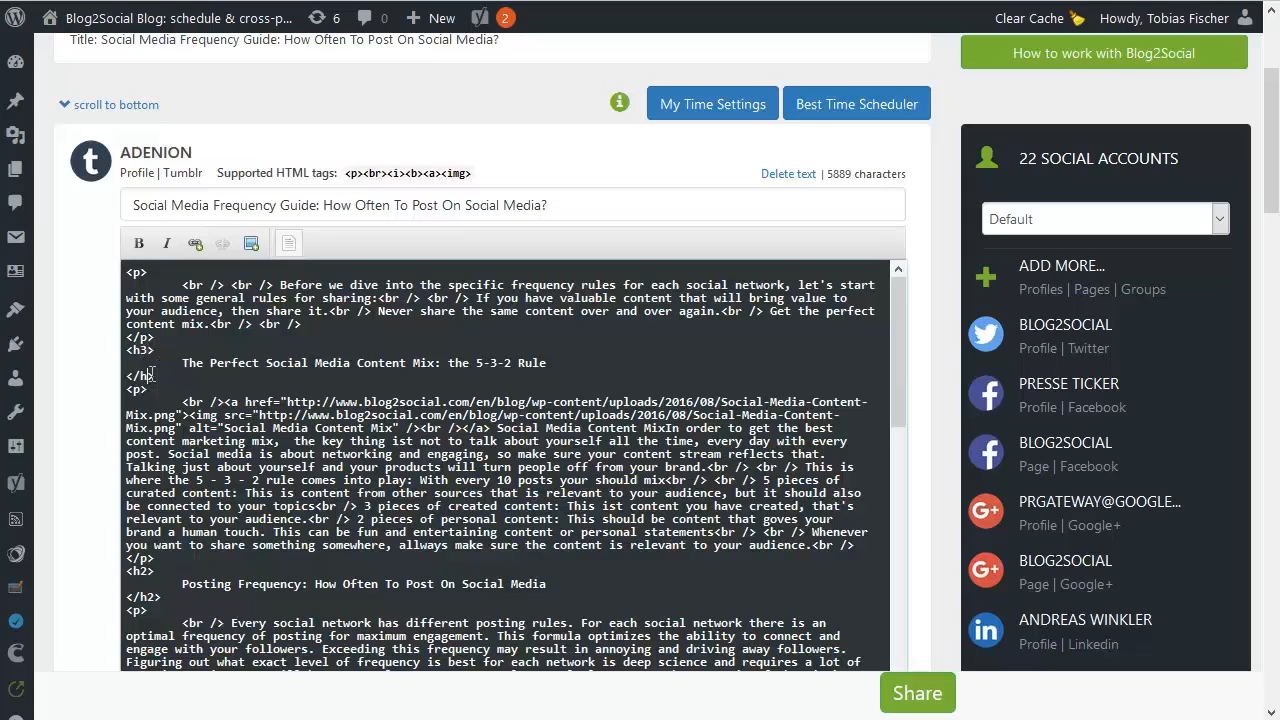 Blog2Social Blog: schedule & cross-p...
6
0
New
2
Clear Cache
Howdy, Tobias Fischer
Title: Social Media Frequency Guide: How Often To Post On Social Media?
How to work with Blog2Social
scroll to bottom
My Time Settings
Best Time Scheduler
ADENION
Profile | Tumblr
Supported HTML tags: <p><br><i><b><a><img>
Delete text | 5889 characters
Social Media Frequency Guide: How Often To Post On Social Media?
B I
<p>
<br /> <br /> Before we dive into the specific frequency rules for each social network, let's start
with some general rules for sharing:<br /> <br /> If you have valuable content that will bring value to
your audience, then share it.<br /> Never share the same content over and over again.<br /> Get the perfect
content mix.<br /> <br />
</p>
<h3>
The Perfect Social Media Content Mix: the 5-3-2 Rule
</h
<p>
<br /><a href="http://www.blog2social.com/en/blog/wp-content/uploads/2016/08/Social-Media-Content-
Mix.png"><img src="http://www.blog2social.com/en/blog/wp-content/uploads/2016/08/Social-Media-Content-
Mix.png" alt="Social Media Content Mix" /><br /></a> Social Media Content MixIn order to get the best
content marketing mix,  the key thing ist not to talk about yourself all the time, every day with every
post. Social media is about networking and engaging, so make sure your content stream reflects that.
Talking just about yourself and your products will turn people off from your brand.<br /> <br /> This is
where the 5 - 3 - 2 rule comes into play: With every 10 posts your should mix<br /> <br /> 5 pieces of
curated content: This is content from other sources that is relevant to your audience, but it should also
be connected to your topics<br /> 3 pieces of created content: This ist content you have created, that's
relevant to your audience.<br /> 2 pieces of personal content: This should be content that goves your
brand a human touch. This can be fun and entertaining content or personal statements<br /> <br /> Whenever
you want to share something somewhere, allways make sure the content is relevant to your audience.<br />
</p>
<h2>
Posting Frequency: How Often To Post On Social Media
</h2>
<p>
<br /> Every social network has different posting rules. For each social network there is an
optimal frequency of posting for maximum engagement. This formula optimizes the ability to connect and
engage with your followers. Exceeding this frequency may result in annoying and driving away followers.
Figuring out what exact level of frequency is best for each network is deep science and requires a lot of
Share
22 SOCIAL ACCOUNTS
Default
ADD MORE...
Profiles | Pages | Groups
BLOG2SOCIAL
Profile | Twitter
PRESSE TICKER
Profile | Facebook
BLOG2SOCIAL
Page | Facebook
PRGATEWAY@GOOGLE...
Profile | Google+
BLOG2SOCIAL
Page | Google+
ANDREAS WINKLER
Profile | Linkedin